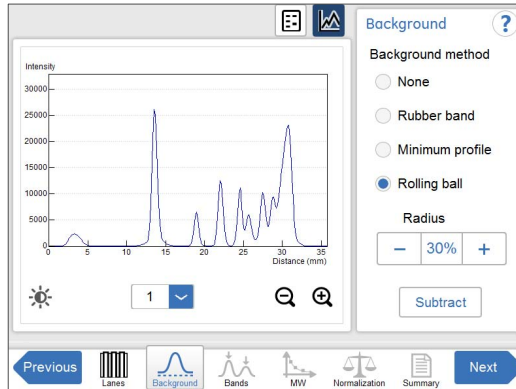 Intensity
30000
25000
20000
15000
10000
5000
0 5 10 15 20 25 30 35
Distance (mm)
1
Background ?
Background method
None
Rubber band
Minimum profile
Rolling ball
Radius
− 30% +
Subtract
Previous Lanes Background Bands MW Normalization Summary Next